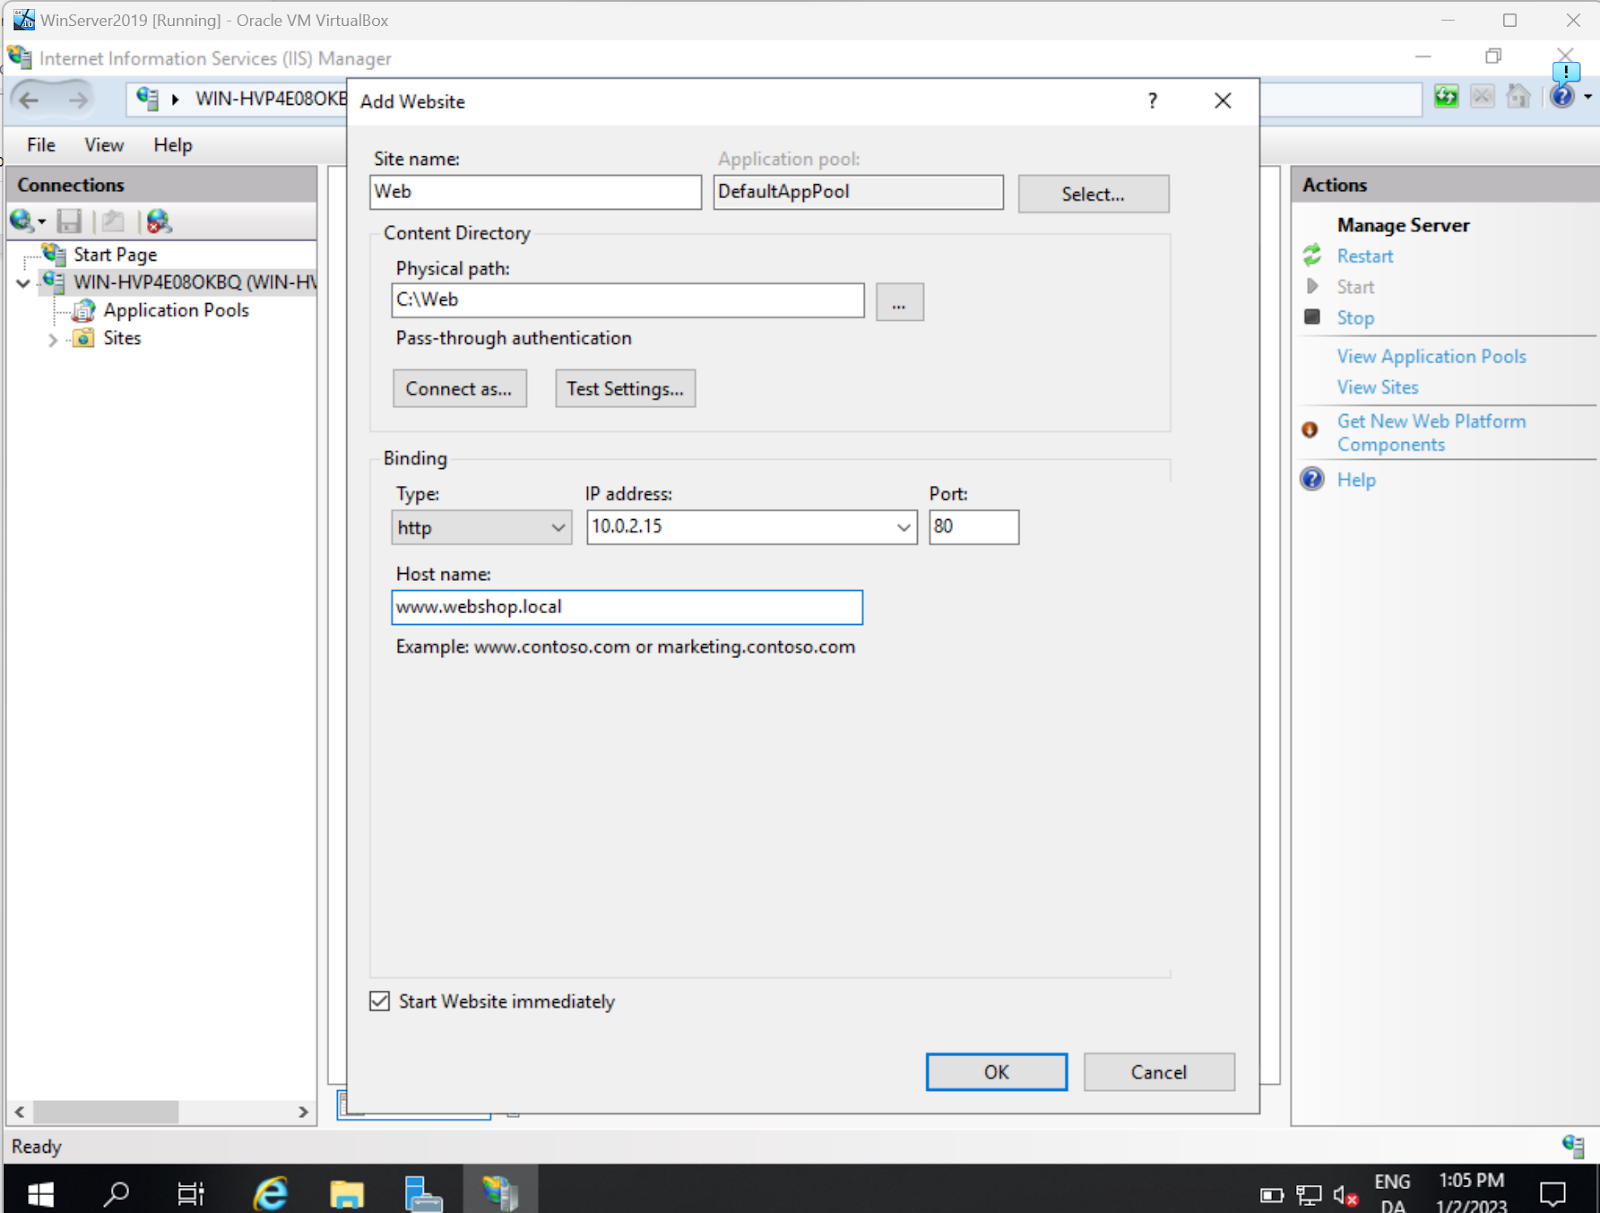 WinServer2019 [Running] - Oracle VM VirtualBox
Internet Information Services (IIS) Manager
WIN-HVP4E08OKB
File View Help
Connections
Start Page
WIN-HVP4E08OKBQ (WIN-HV
Application Pools
Sites
Add Website
?
Site name:
Web
Application pool:
DefaultAppPool
Select...
Content Directory
Physical path:
C:\Web
...
Pass-through authentication
Connect as...
Test Settings...
Binding
Type:
http
IP address:
10.0.2.15
Port:
80
Host name:
www.webshop.local
Example: www.contoso.com or marketing.contoso.com
Start Website immediately
OK
Cancel
Actions
Manage Server
Restart
Start
Stop
View Application Pools
View Sites
Get New Web Platform
Components
Help
Ready
ENG
DA
1:05 PM
1/2/2023